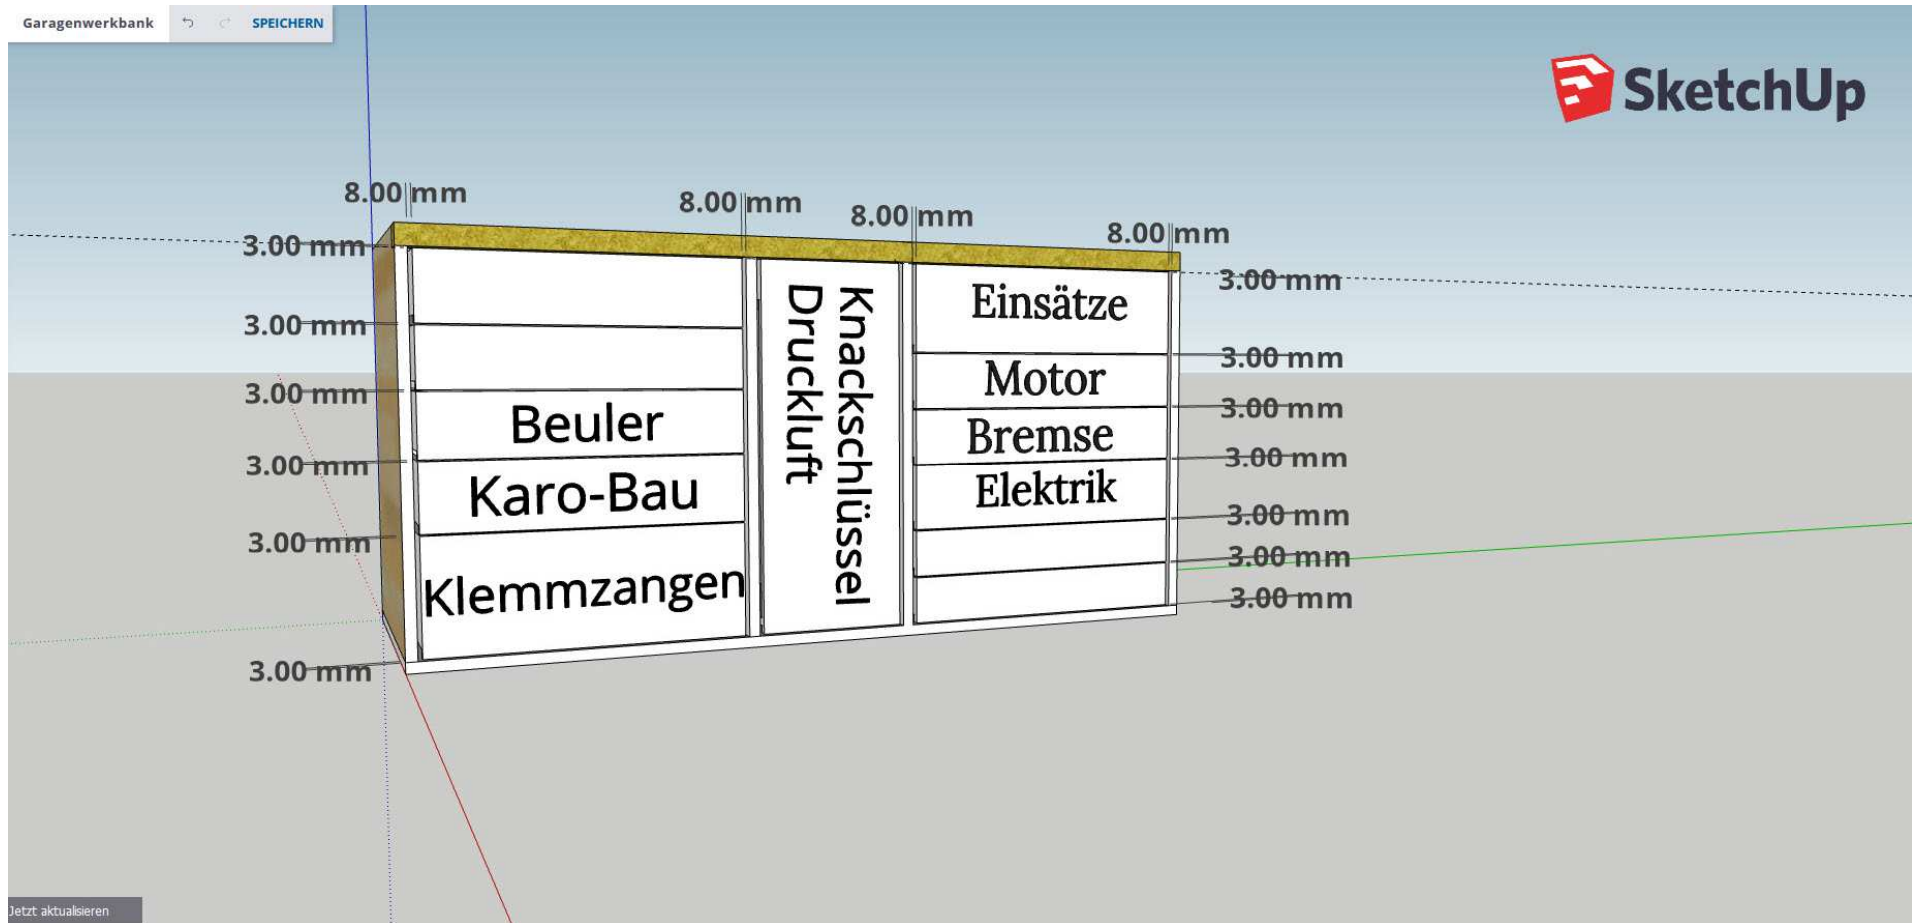 Garagenwerkbank SPEICHERN
SketchUp
8.00 mm
8.00 mm
8.00 mm
8.00 mm
3.00 mm
3.00 mm
3.00 mm
3.00 mm
3.00 mm
3.00 mm
Beuler
Karo-Bau
Klemmzangen
Knackschlüssel
Druckluft
Einsätze
Motor
Bremse
Elektrik
3.00 mm
3.00 mm
3.00 mm
3.00 mm
3.00 mm
3.00 mm
3.00 mm
Jetzt aktualisieren